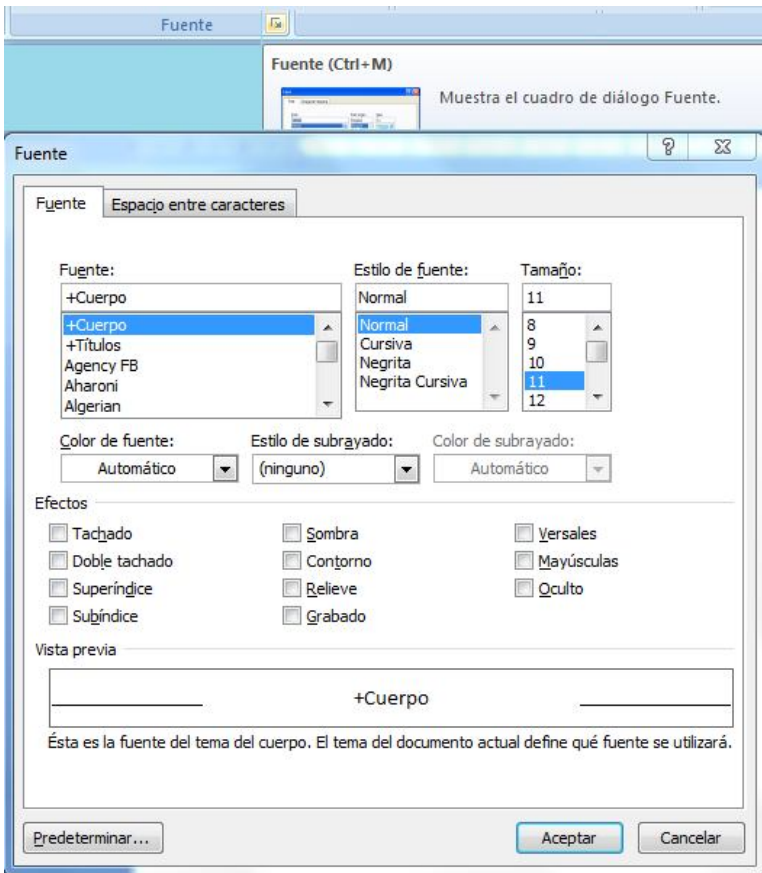 Fuente
Fuente (Ctrl+M)
Muestra el cuadro de diálogo Fuente.
Fuente
Fuente Espacio entre caracteres
Fuente: Estilo de fuente: Tamaño:
+Cuerpo Normal 11
+Cuerpo Normal 8
+Títulos Cursiva 9
Agency FB Negrita 10
Aharoni Negrita Cursiva 11
Algerian 12
Color de fuente: Estilo de subrayado: Color de subrayado:
Automático (ninguno) Automático
Efectos
Tachado Sombra Versales
Doble tachado Contorno Mayúsculas
Superíndice Relieve Oculto
Subíndice Grabado
Vista previa
+Cuerpo
Ésta es la fuente del tema del cuerpo. El tema del documento actual define qué fuente se utilizará.
Predeterminar... Aceptar Cancelar